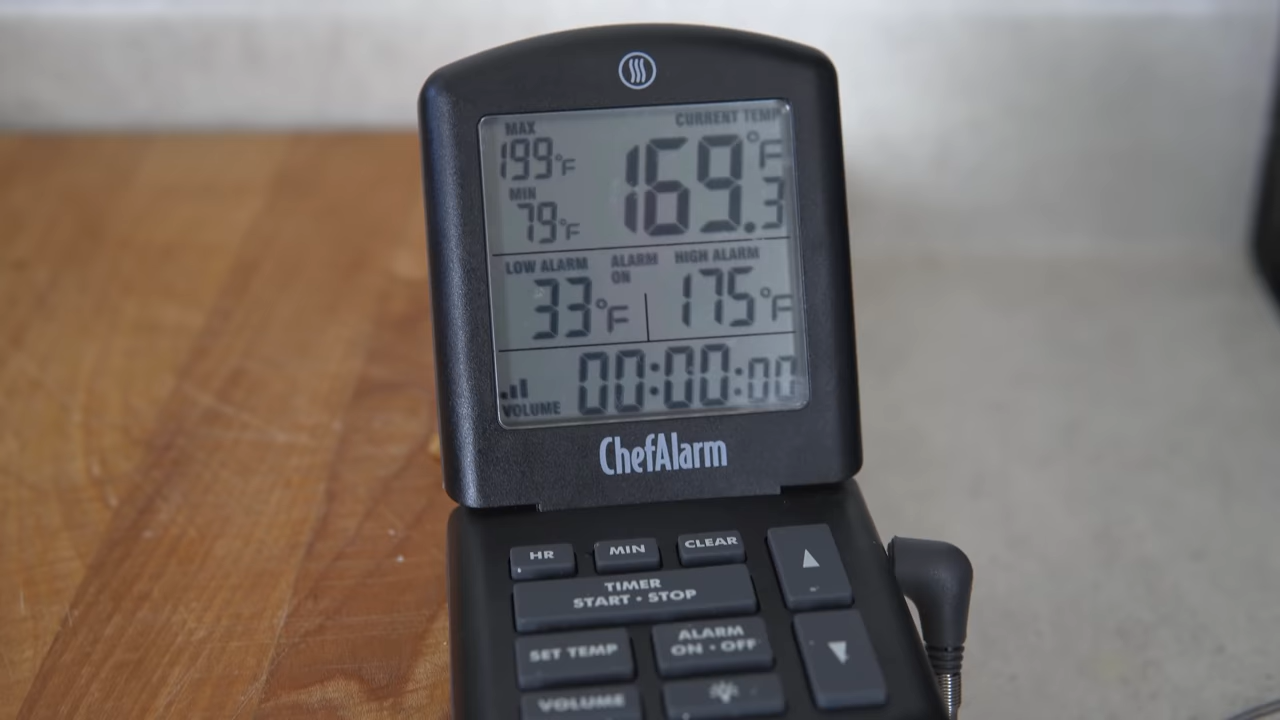 MAX
199°F
CURRENT TEMP
169.3°F
MIN
79°F
LOW ALARM
ALARM ON
HIGH ALARM
33°F
175°F
00:00:00
VOLUME
ChefAlarm
HR
MIN
CLEAR
TIMER
START • STOP
SET TEMP
ALARM
ON • OFF
VOLUME